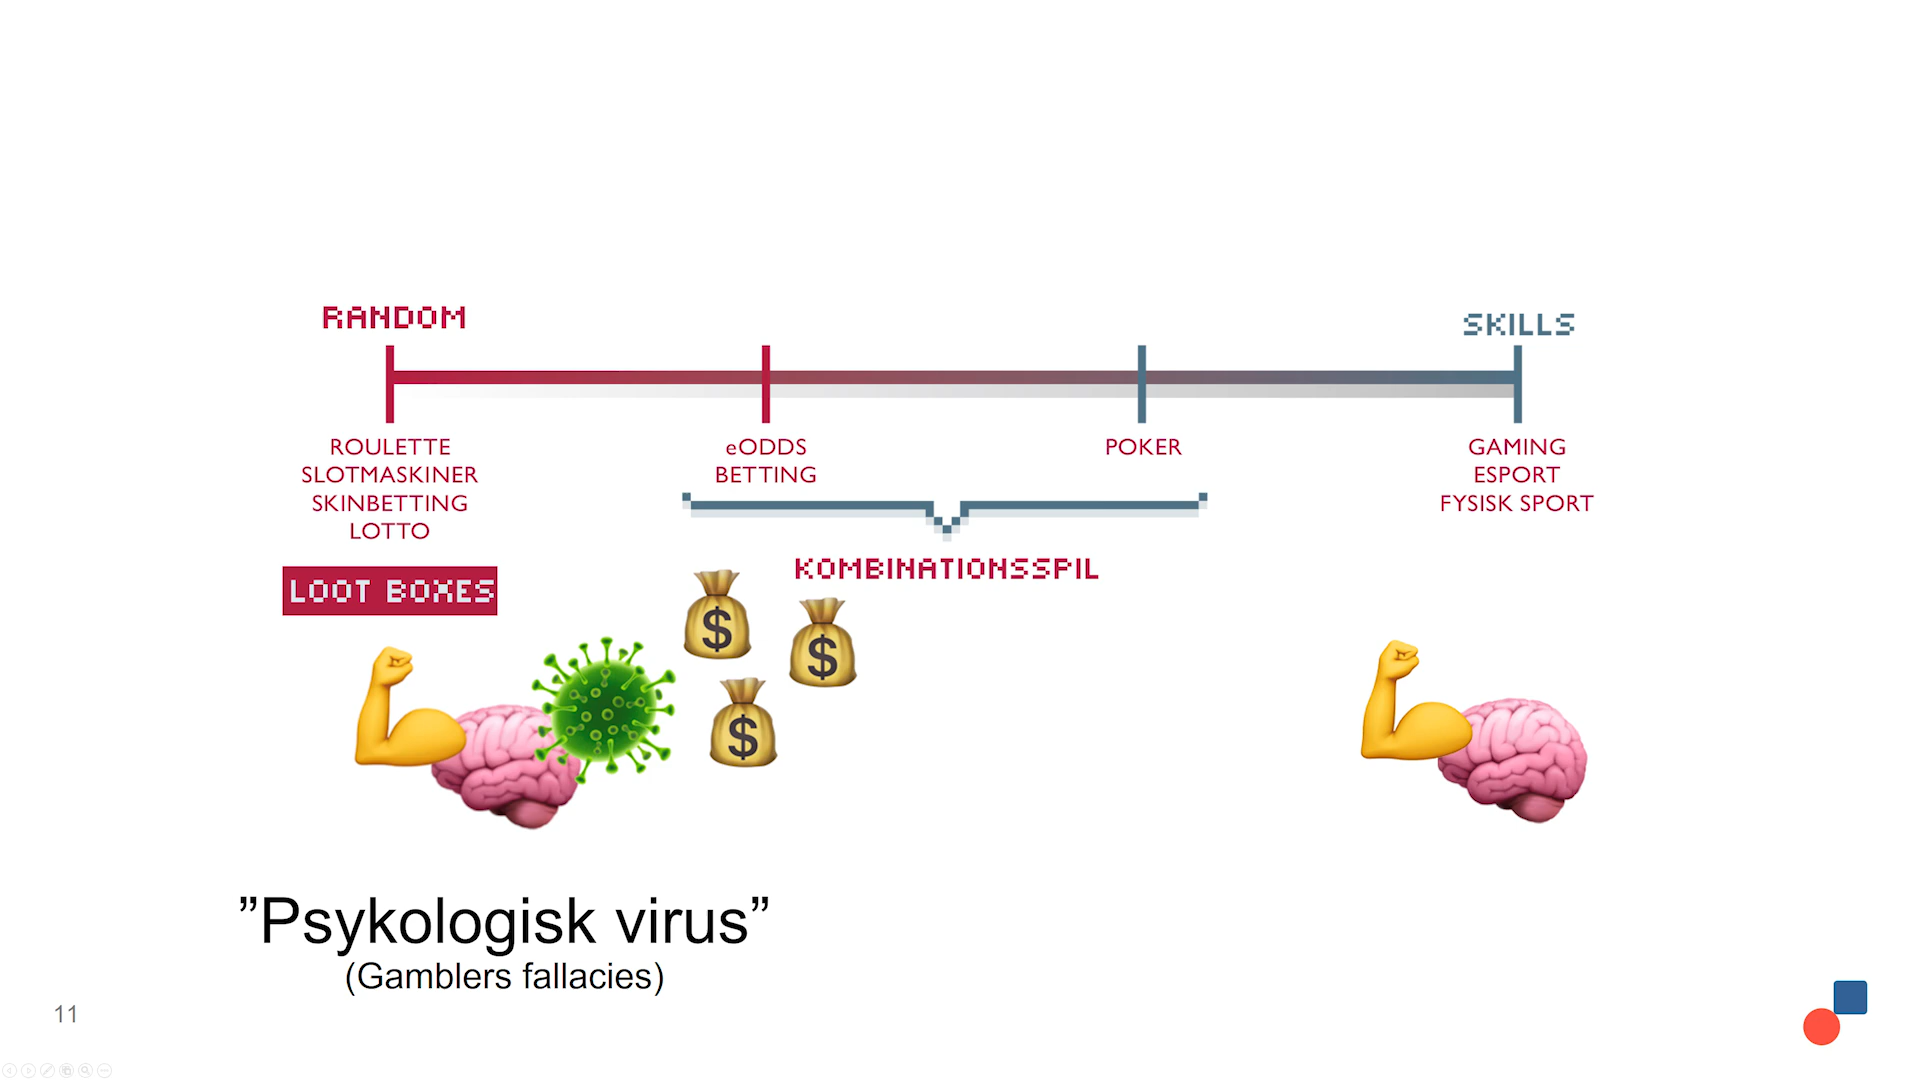 RANDOM
SKILLS
ROULETTE
SLOTMASKINER
SKINBETTING
LOTTO
eODDS
BETTING
POKER
GAMING
ESPORT
FYSISK SPORT
LOOT BOXES
KOMBINATIONSSPIL
$
$
$
”Psykologisk virus”
(Gamblers fallacies)
11